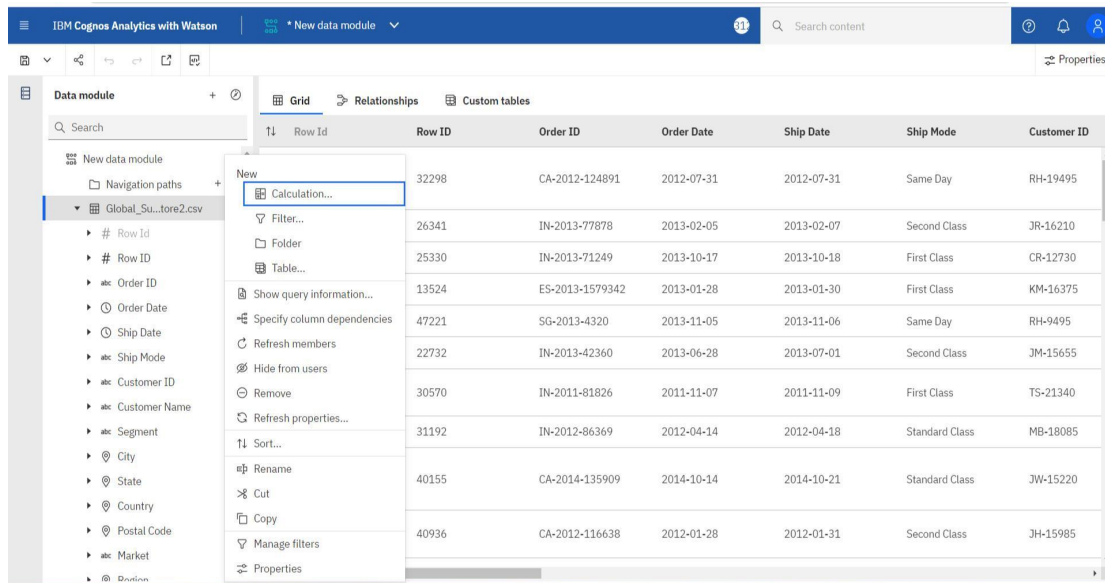 IBM Cognos Analytics with Watson
* New data module
31
Search content
Properties
Data module
Grid
Relationships
Custom tables
Search
Row Id Row ID Order ID Order Date Ship Date Ship Mode Customer ID
New data module
Navigation paths
Global_Su...tore2.csv
Row Id
Row ID
abc Order ID
Order Date
Ship Date
abc Ship Mode
abc Customer ID
abc Customer Name
abc Segment
City
State
Country
Postal Code
abc Market
New
Calculation...
Filter...
Folder
Table...
Show query information...
Specify column dependencies
Refresh members
Hide from users
Remove
Refresh properties...
Sort...
Rename
Cut
Copy
Manage filters
Properties
32298 CA-2012-124891 2012-07-31 2012-07-31 Same Day RH-19495
26341 IN-2013-77878 2013-02-05 2013-02-07 Second Class JR-16210
25330 IN-2013-71249 2013-10-17 2013-10-18 First Class CR-12730
13524 ES-2013-1579342 2013-01-28 2013-01-30 First Class KM-16375
47221 SG-2013-4320 2013-11-05 2013-11-06 Same Day RH-9495
22732 IN-2013-42360 2013-06-28 2013-07-01 Second Class JM-15655
30570 IN-2011-81826 2011-11-07 2011-11-09 First Class TS-21340
31192 IN-2012-86369 2012-04-14 2012-04-18 Standard Class MB-18085
40155 CA-2014-135909 2014-10-14 2014-10-21 Standard Class JW-15220
40936 CA-2012-116638 2012-01-28 2012-01-31 Second Class JH-15985